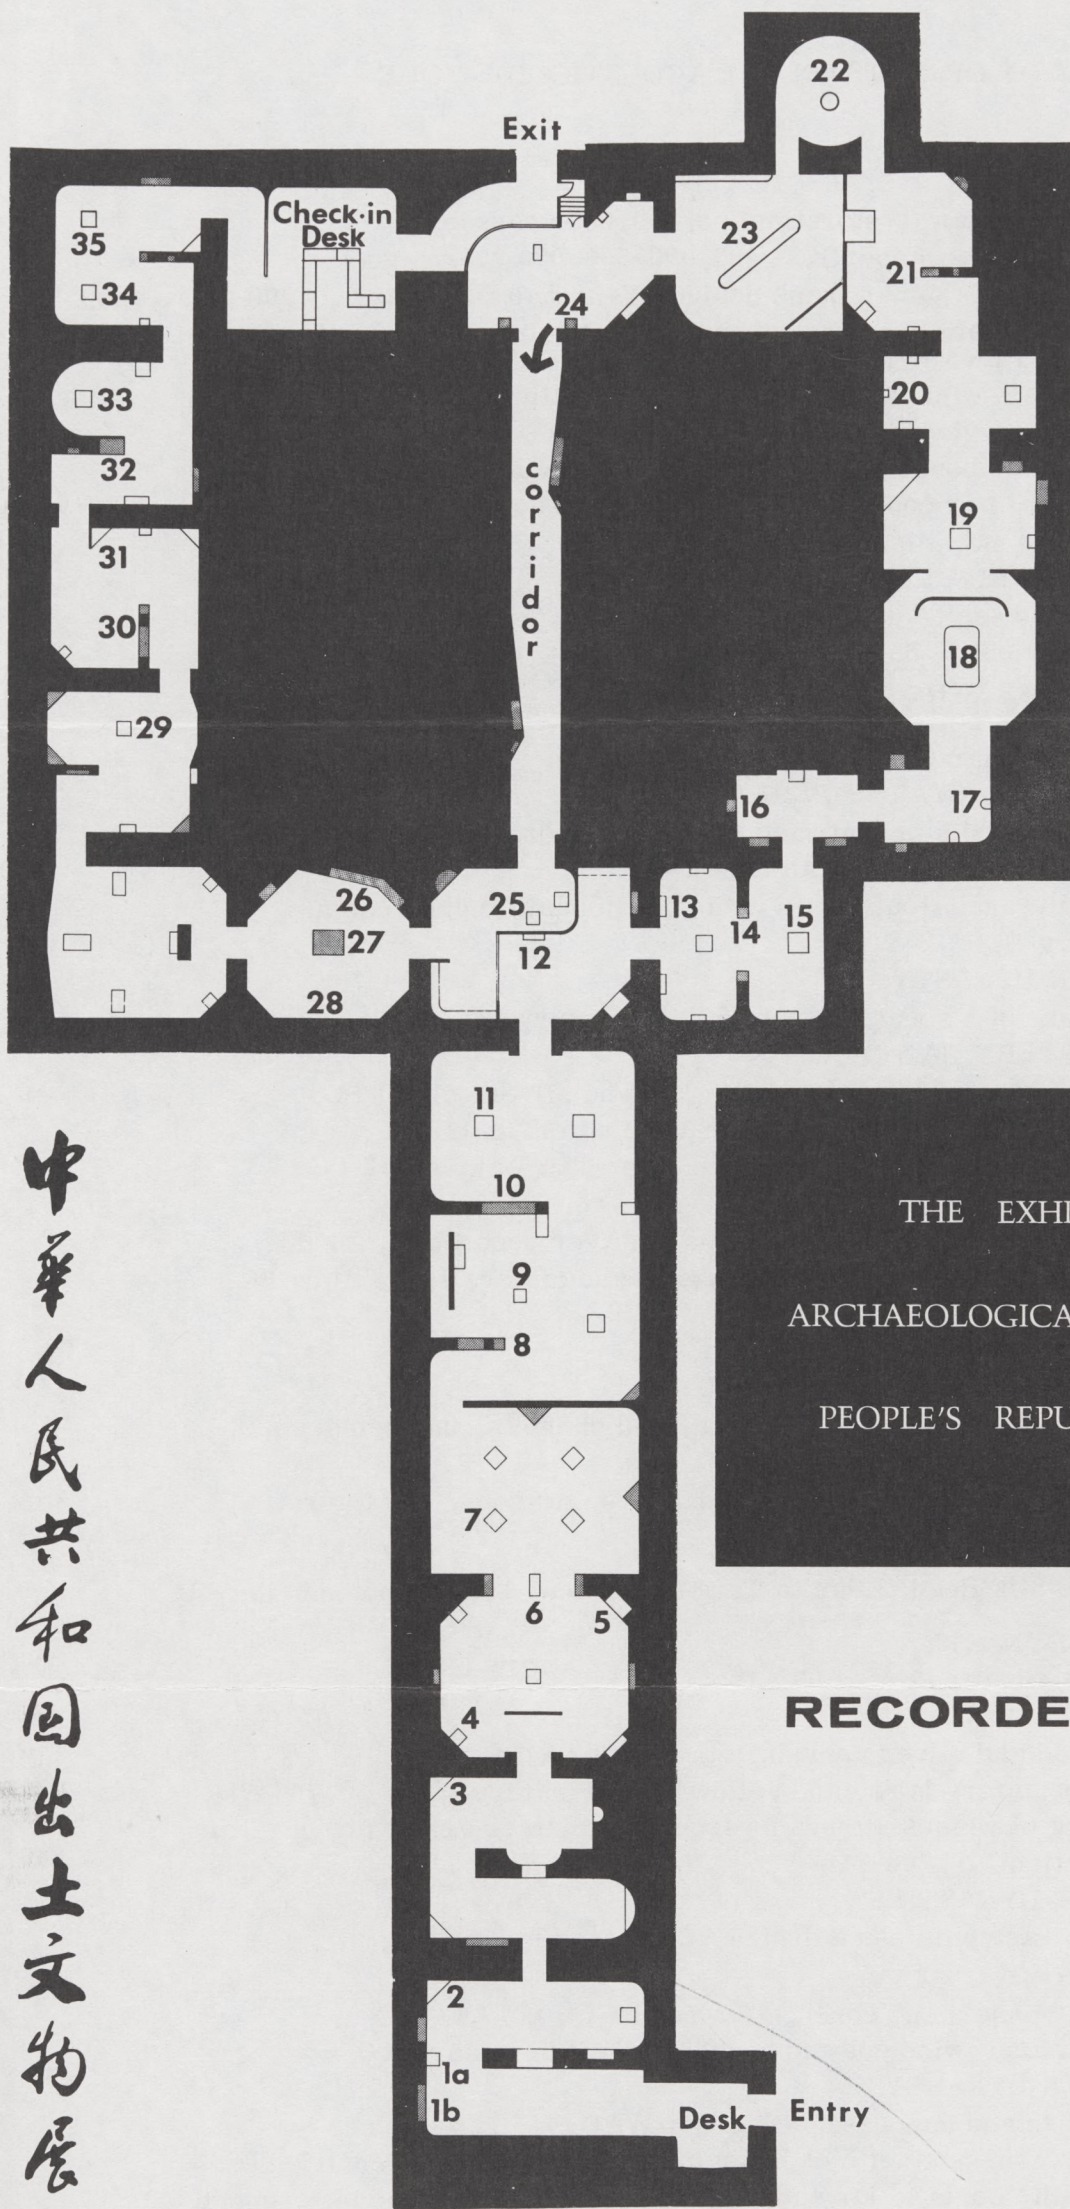 22
Exit
Check·in
Desk
35
34
23
21
24
33
20
32
corridor
19
31
30
18
29
16
17
26
25
13
14
15
27
12
28
11
10
9
8
7
6
5
4
3
2
1a
1b
Desk
Entry
THE EXHI
ARCHAEOLOGICA
PEOPLE'S REPU
RECORDE
中華人民共和国出土文物展